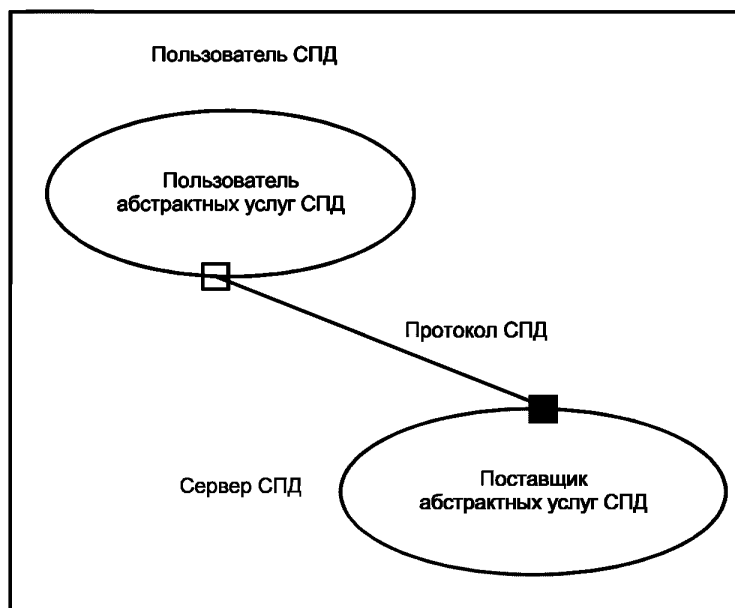 Пользователь СПД
Пользователь
абстрактных услуг СПД
Протокол СПД
Сервер СПД
Поставщик
абстрактных услуг СПД